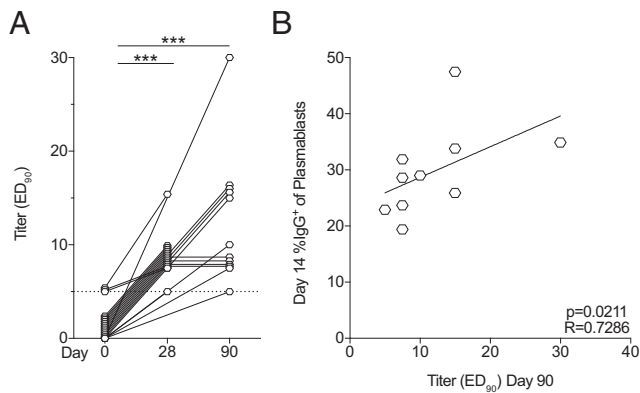 A
***
***
30
20
10
0
Titer (ED90)
Day 0 28 90
B
50
40
30
20
10
0
Day 14 %IgG+ of Plasmablasts
p=0.0211
R=0.7286
0 10 20 30 40
Titer (ED90) Day 90